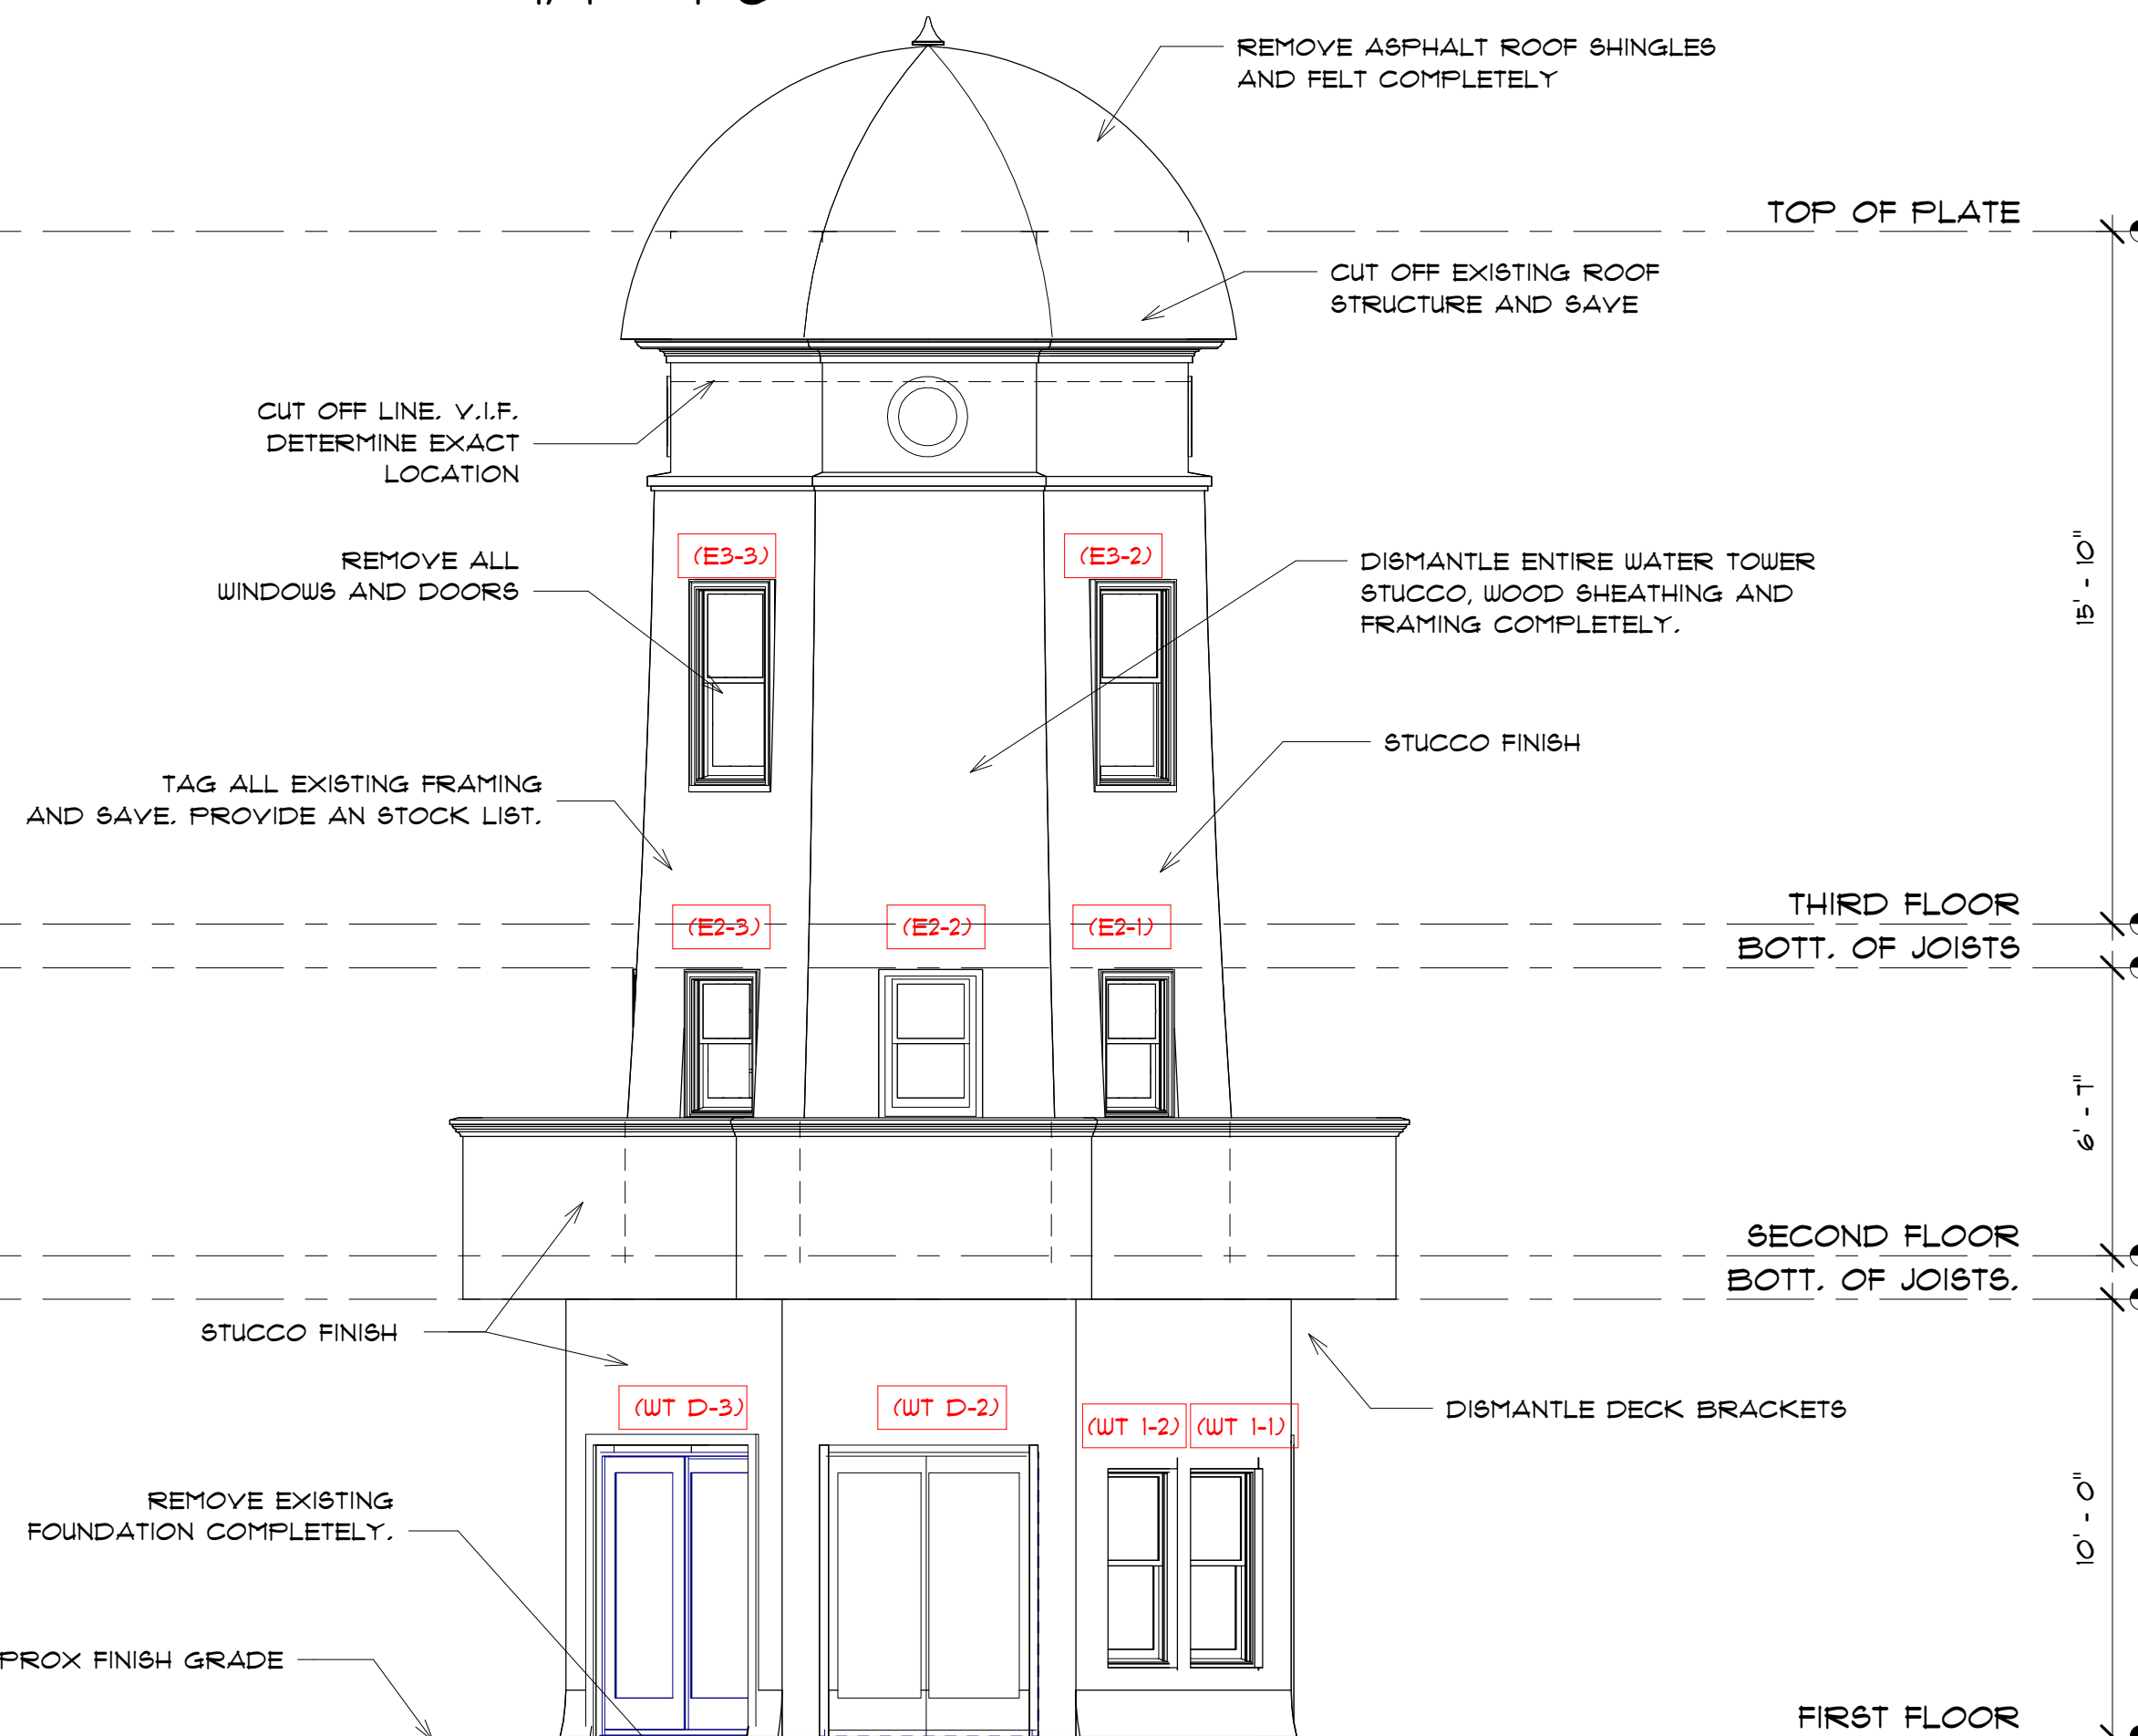 REMOVE ASPHALT ROOF SHINGLES
AND FELT COMPLETELY
TOP OF PLATE
CUT OFF EXISTING ROOF
STRUCTURE AND SAVE
CUT OFF LINE. V.I.F.
DETERMINE EXACT
LOCATION
REMOVE ALL
WINDOWS AND DOORS
(E3-3)
(E3-2)
DISMANTLE ENTIRE WATER TOWER
STUCCO, WOOD SHEATHING AND
FRAMING COMPLETELY.
15' - 10"
STUCCO FINISH
TAG ALL EXISTING FRAMING
AND SAVE. PROVIDE AN STOCK LIST.
THIRD FLOOR
(E2-3)
(E2-2)
(E2-1)
BOTT. OF JOISTS
6' - 7"
SECOND FLOOR
BOTT. OF JOISTS.
STUCCO FINISH
(WT D-3)
(WT D-2)
(WT 1-2)
(WT 1-1)
DISMANTLE DECK BRACKETS
REMOVE EXISTING
FOUNDATION COMPLETELY.
10' - 0"
PROX FINISH GRADE
FIRST FLOOR